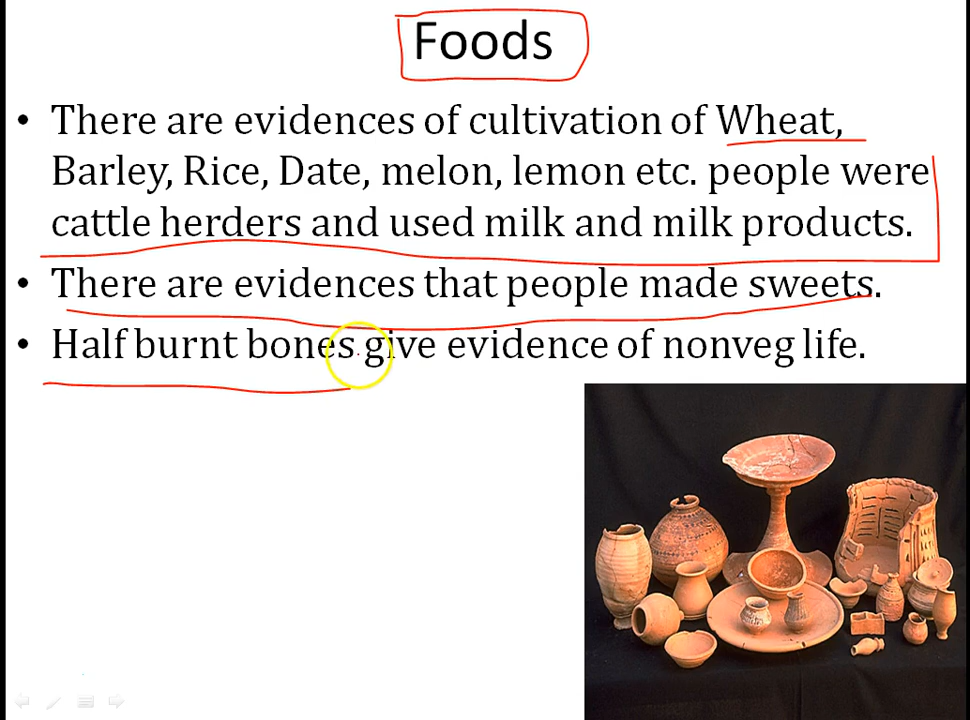 Foods
• There are evidences of cultivation of Wheat,
Barley, Rice, Date, melon, lemon etc. people were
cattle herders and used milk and milk products.
• There are evidences that people made sweets.
• Half burnt bones give evidence of nonveg life.